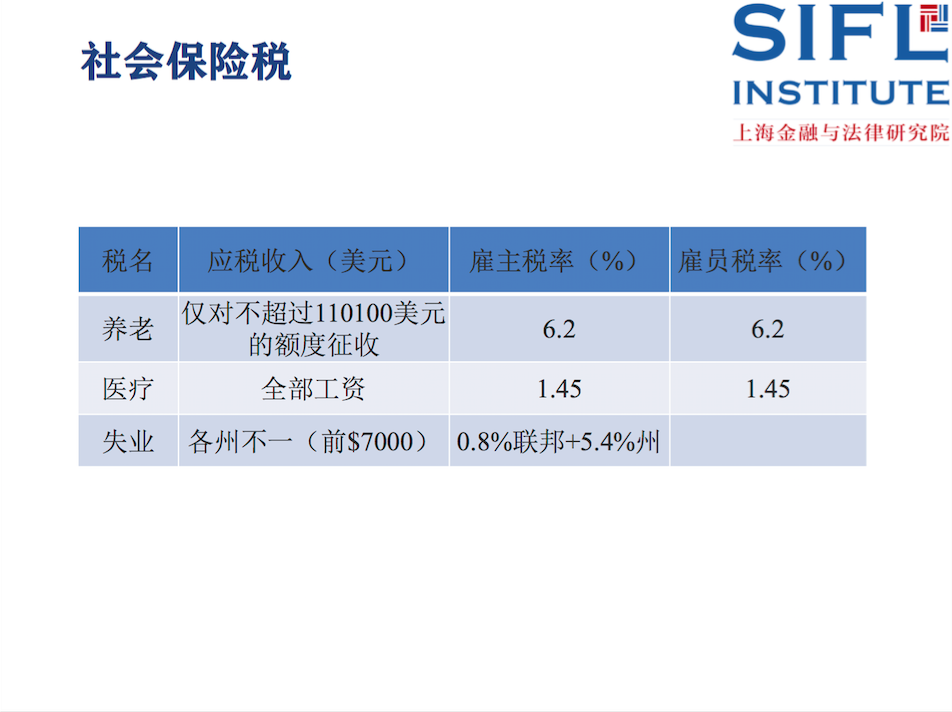 社会保险税
SIFL
INSTITUTE
上海金融与法律研究院
税名 应税收入（美元） 雇主税率（%） 雇员税率（%）
养老 仅对不超过110100美元
的额度征收 6.2 6.2
医疗 全部工资 1.45 1.45
失业 各州不一（前$7000） 0.8%联邦+5.4%州